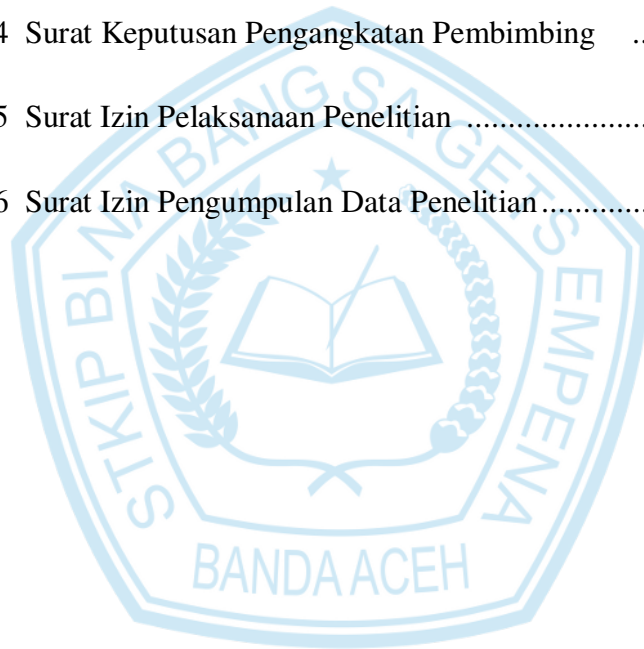 4 Surat Keputusan Pengangkatan Pembimbing ..
5 Surat Izin Pelaksanaan Penelitian .....................
6 Surat Izin Pengumpulan Data Penelitian .............
STKIP BINA BANGSA GETSEMPENA
BANDA ACEH